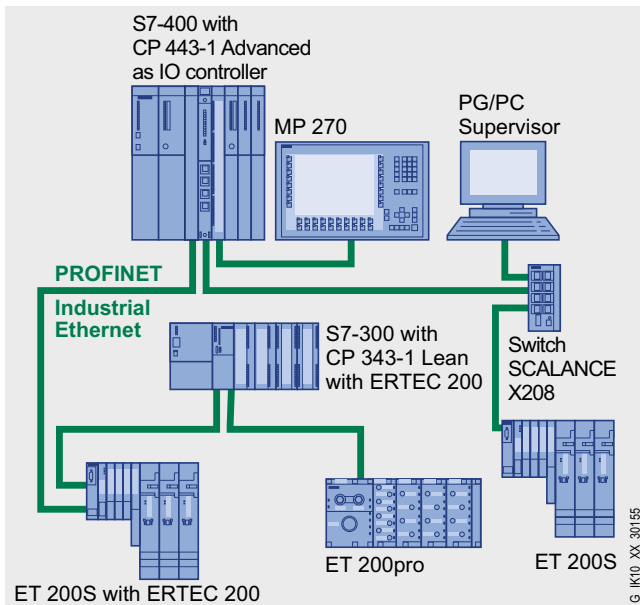 S7-400 with
CP 443-1 Advanced
as IO controller
MP 270
PG/PC
Supervisor
PROFINET
Industrial
Ethernet
S7-300 with
CP 343-1 Lean
with ERTEC 200
Switch
SCALANCE
X208
ET 200S with ERTEC 200
ET 200pro
ET 200S
G_IK10_XX_30155